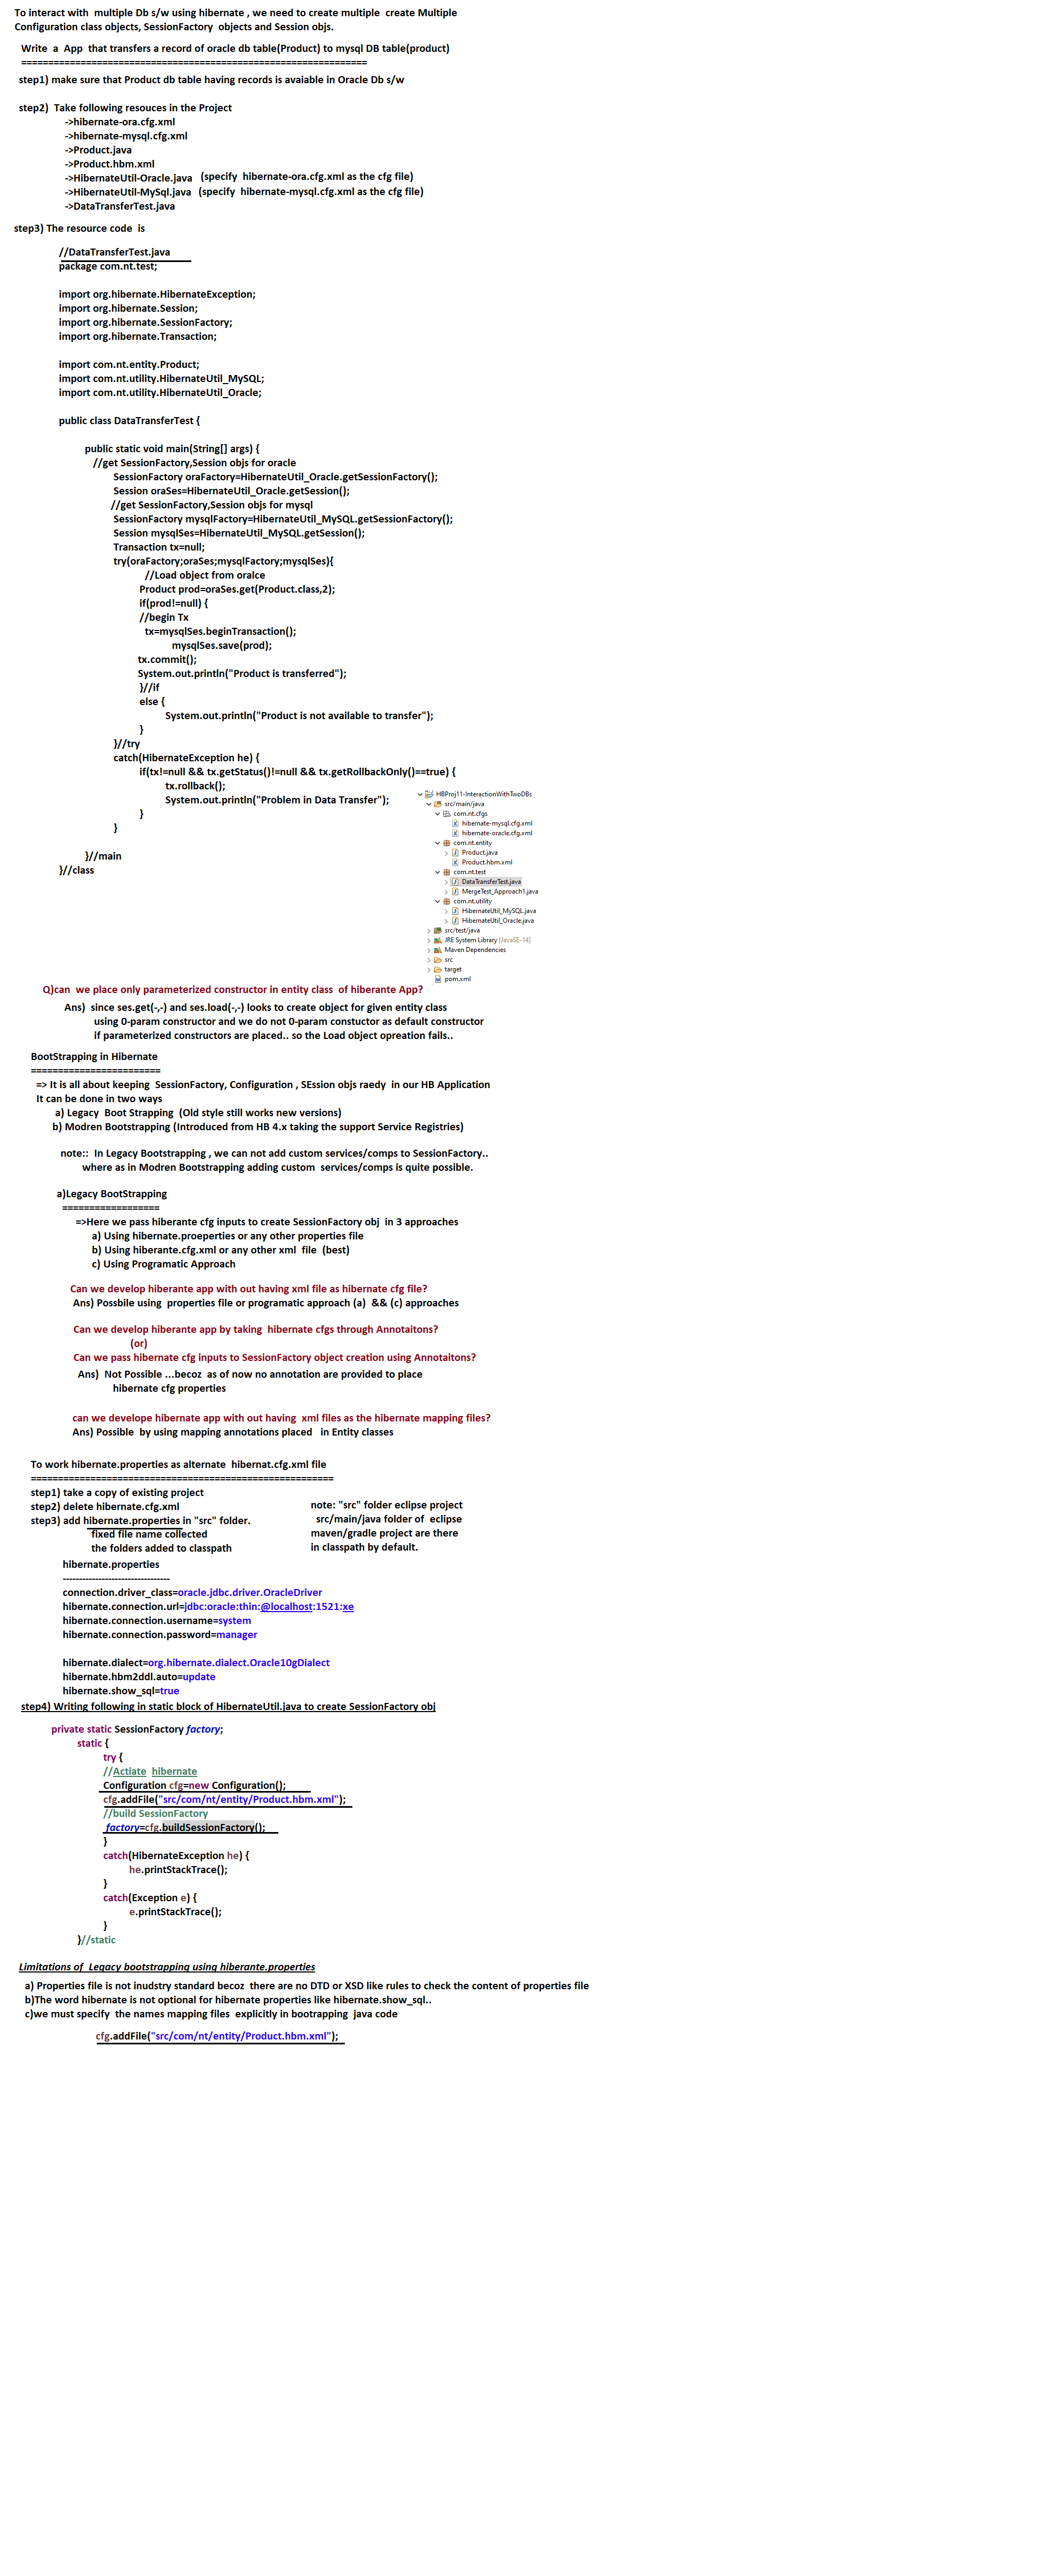 To interact with  multiple Db s/w using hibernate , we need to create multiple  create Multiple
Configuration class objects, SessionFactory  objects and Session objs.
Write  a  App  that transfers a record of oracle db table(Product) to mysql DB table(product)
================================================================
step1) make sure that Product db table having records is avaiable in Oracle Db s/w
step2)  Take following resouces in the Project
->hibernate-ora.cfg.xml
->hibernate-mysql.cfg.xml
->Product.java
->Product.hbm.xml
->HibernateUtil-Oracle.java   (specify  hibernate-ora.cfg.xml as the cfg file)
->HibernateUtil-MySql.java   (specify  hibernate-mysql.cfg.xml as the cfg file)
->DataTransferTest.java
step3) The resource code  is
//DataTransferTest.java
package com.nt.test;
import org.hibernate.HibernateException;
import org.hibernate.Session;
import org.hibernate.SessionFactory;
import org.hibernate.Transaction;
import com.nt.entity.Product;
import com.nt.utility.HibernateUtil_MySQL;
import com.nt.utility.HibernateUtil_Oracle;
public class DataTransferTest {
public static void main(String[] args) {
//get SessionFactory,Session objs for oracle
SessionFactory oraFactory=HibernateUtil_Oracle.getSessionFactory();
Session oraSes=HibernateUtil_Oracle.getSession();
//get SessionFactory,Session objs for mysql
SessionFactory mysqlFactory=HibernateUtil_MySQL.getSessionFactory();
Session mysqlSes=HibernateUtil_MySQL.getSession();
Transaction tx=null;
try(oraFactory;oraSes;mysqlFactory;mysqlSes){
//Load object from oralce
Product prod=oraSes.get(Product.class,2);
if(prod!=null) {
//begin Tx
tx=mysqlSes.beginTransaction();
mysqlSes.save(prod);
tx.commit();
System.out.println("Product is transferred");
}//if
else {
System.out.println("Product is not available to transfer");
}
}//try
catch(HibernateException he) {
if(tx!=null && tx.getStatus()!=null && tx.getRollbackOnly()==true) {
tx.rollback();
System.out.println("Problem in Data Transfer");
}
}
}//main
}//class
HBProj11-InteractionWithTwoDBs
src/main/java
com.nt.cfgs
hibernate-mysql.cfg.xml
hibernate-oracle.cfg.xml
com.nt.entity
Product.java
Product.hbm.xml
com.nt.test
DataTransferTest.java
MergeTest_Approach1.java
com.nt.utility
HibernateUtil_MySQL.java
HibernateUtil_Oracle.java
src/test/java
JRE System Library [JavaSE-14]
Maven Dependencies
src
target
pom.xml
Q)can  we place only parameterized constructor in entity class  of hiberante App?
Ans)  since ses.get(-,-) and ses.load(-,-) looks to create object for given entity class
using 0-param constructor and we do not 0-param constuctor as default constructor
if parameterized constructors are placed.. so the Load object opreation fails..
BootStrapping in Hibernate
========================
=> It is all about keeping  SessionFactory, Configuration , SEssion objs raedy  in our HB Application
It can be done in two ways
a) Legacy  Boot Strapping  (Old style still works new versions)
b) Modren Bootstrapping (Introduced from HB 4.x taking the support Service Registries)
note::  In Legacy Bootstrapping , we can not add custom services/comps to SessionFactory..
where as in Modren Bootstrapping adding custom  services/comps is quite possible.
a)Legacy BootStrapping
==================
=>Here we pass hiberante cfg inputs to create SessionFactory obj  in 3 approaches
a) Using hibernate.proeperties or any other properties file
b) Using hiberante.cfg.xml or any other xml  file  (best)
c) Using Programatic Approach
Can we develop hiberante app with out having xml file as hibernate cfg file?
Ans) Possbile using  properties file or programatic approach (a)  && (c) approaches
Can we develop hiberante app by taking  hibernate cfgs through Annotaitons?
(or)
Can we pass hibernate cfg inputs to SessionFactory object creation using Annotaitons?
Ans)  Not Possible ...becoz  as of now no annotation are provided to place
hibernate cfg properties
can we develope hibernate app with out having  xml files as the hibernate mapping files?
Ans) Possible  by using mapping annotations placed   in Entity classes
To work hibernate.properties as alternate  hibernat.cfg.xml file
========================================================
step1) take a copy of existing project
step2) delete hibernate.cfg.xml
step3) add hibernate.properties in "src" folder.
fixed file name collected
the folders added to classpath
note: "src" folder eclipse project
src/main/java folder of  eclipse
maven/gradle project are there
in classpath by default.
hibernate.properties
---------------------------------
connection.driver_class=oracle.jdbc.driver.OracleDriver
hibernate.connection.url=jdbc:oracle:thin:@localhost:1521:xe
hibernate.connection.username=system
hibernate.connection.password=manager
hibernate.dialect=org.hibernate.dialect.Oracle10gDialect
hibernate.hbm2ddl.auto=update
hibernate.show_sql=true
step4) Writing following in static block of HibernateUtil.java to create SessionFactory obj
private static SessionFactory factory;
static {
try {
//Actiate  hibernate
Configuration cfg=new Configuration();
cfg.addFile("src/com/nt/entity/Product.hbm.xml");
//build SessionFactory
factory=cfg.buildSessionFactory();
}
catch(HibernateException he) {
he.printStackTrace();
}
catch(Exception e) {
e.printStackTrace();
}
}//static
Limitations of  Legacy bootstrapping using hiberante.properties
a) Properties file is not inudstry standard becoz  there are no DTD or XSD like rules to check the content of properties file
b)The word hibernate is not optional for hibernate properties like hibernate.show_sql..
c)we must specify  the names mapping files  explicitly in bootrapping  java code
cfg.addFile("src/com/nt/entity/Product.hbm.xml");